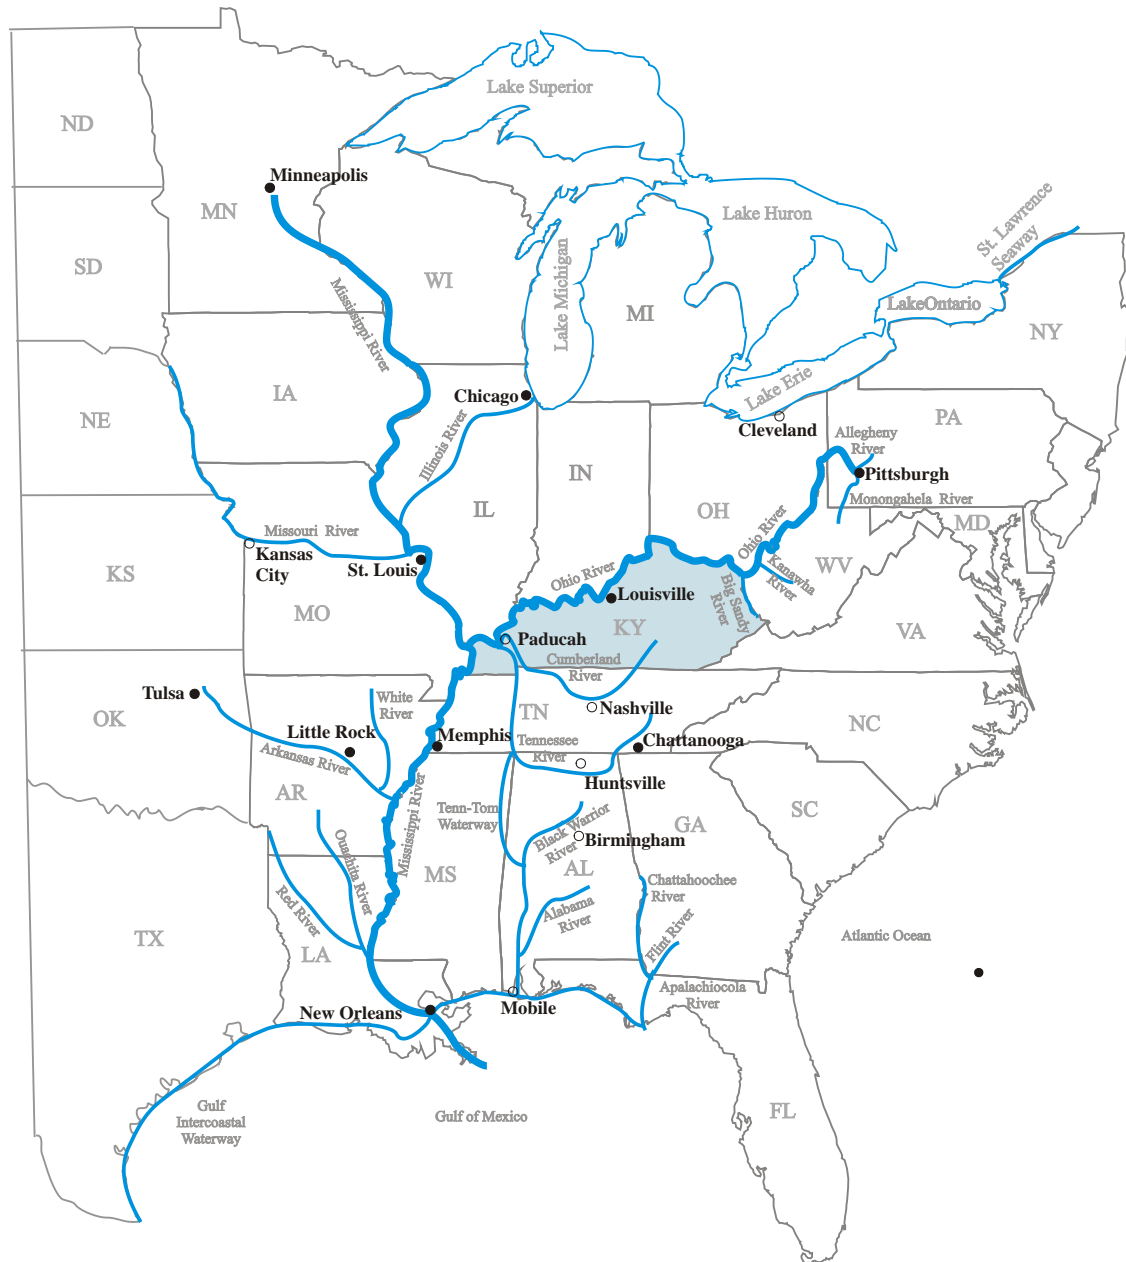 Lake Superior
ND
Minneapolis
MN
Lake Huron
St. Lawrence
Seaway
SD
WI
Lake Michigan
Mississippi River
LakeOntario
MI
NY
IA
Lake Erie
Chicago
NE
Illinois River
Cleveland
PA
Allegheny
River
IN
Pittsburgh
Monongahela River
IL
OH
MD
Missouri River
Ohio River
Kansas
City
St. Louis
KS
Ohio River
Kanawha
River
WV
Big Sandy
River
Louisville
MO
KY
VA
Paducah
Cumberland
River
Tulsa
White
River
OK
TN
Nashville
NC
Little Rock
Memphis
Tennessee
River
Chattanooga
Arkansas River
Huntsville
AR
Mississippi River
Tenn-Tom
Waterway
Black Warrior
River
GA
SC
Birmingham
Ouachita River
MS
AL
Chattahoochee
River
Red River
Alabama
River
Flint River
TX
LA
Atlantic Ocean
Apalachiocola
River
New Orleans
Mobile
Gulf
Intercoastal
Waterway
Gulf of Mexico
FL